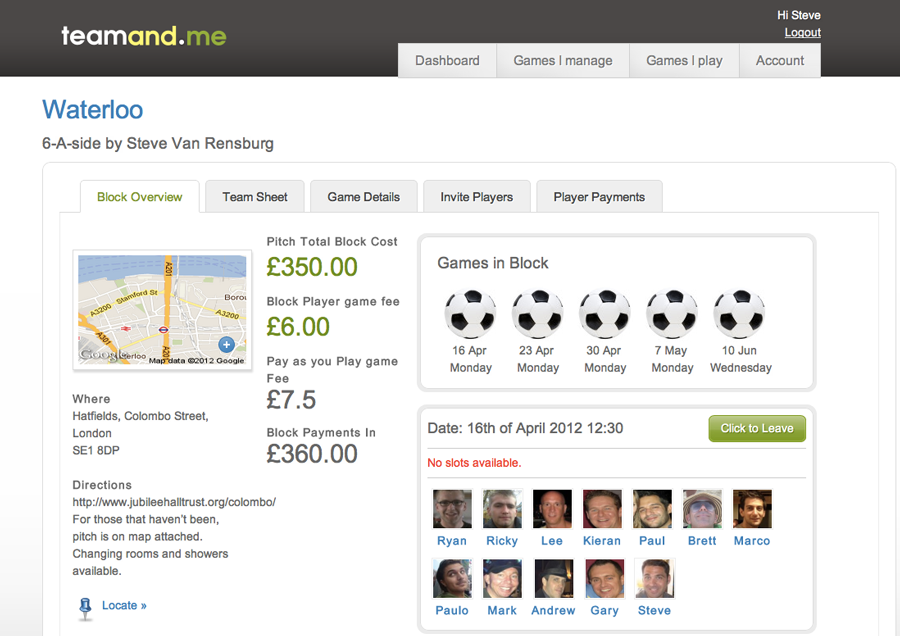 teamand.me
Hi Steve
Logout
Dashboard
Games I manage
Games I play
Account
Waterloo
6-A-side by Steve Van Rensburg
Block Overview
Team Sheet
Game Details
Invite Players
Player Payments
A201
Stamford St
A3200
Borou
A3200
A301
A201
Google
erloo
Map data ©2012 Google
Where
Hatfields, Colombo Street,
London
SE1 8DP
Directions
http://www.jubileehalltrust.org/colombo/
For those that haven't been,
pitch is on map attached.
Changing rooms and showers
available.
Locate »
Pitch Total Block Cost
£350.00
Block Player game fee
£6.00
Pay as you Play game
Fee
£7.5
Block Payments In
£360.00
Games in Block
16 Apr
Monday
23 Apr
Monday
30 Apr
Monday
7 May
Monday
10 Jun
Wednesday
Date: 16th of April 2012 12:30
Click to Leave
No slots available.
Ryan
Ricky
Lee
Kieran
Paul
Brett
Marco
Paulo
Mark
Andrew
Gary
Steve